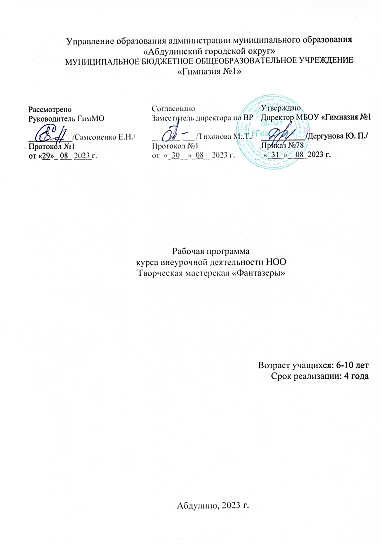 Управление образования администрации муниципального образования
«Абдулинский городской округ»
МУНИЦИПАЛЬНОЕ БЮДЖЕТНОЕ ОБЩЕОБРАЗОВАТЕЛЬНОЕ УЧРЕЖДЕНИЕ
«Гимназия №1»
Рассмотрено Согласовано Утверждаю
Руководитель ГимМО Заместитель директора по ВР Директор МБОУ «Гимназия №1
/Самсоненко Е.Н./ /Тихонова М.Т./ /Дергунова Ю. П./
Протокол №1 Протокол №1 Приказ №78
от «29» 08 2023 г. от « 30 » 08 2023 г. « 31 » 08 2023 г.
Рабочая программа
курса внеурочной деятельности НОО
Творческая мастерская «Фантазеры»
Возраст учащихся: 6-10 лет
Срок реализации: 4 года
Абдулино, 2023 г.